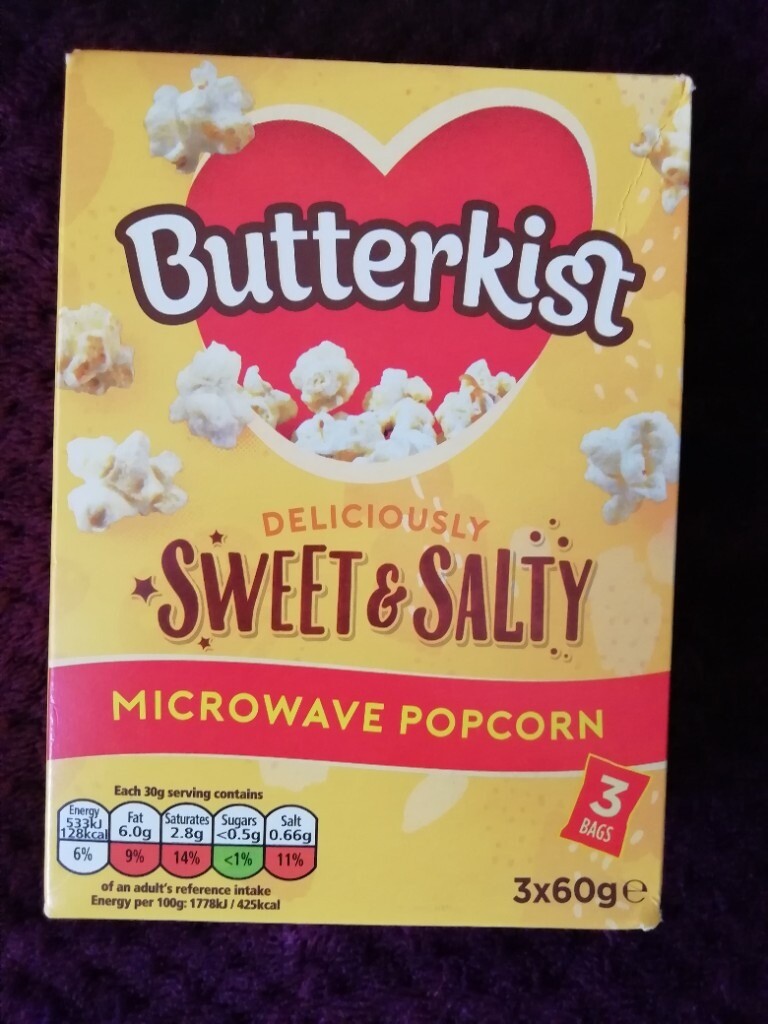 Butterkist
DELICIOUSLY
SWEET & SALTY
MICROWAVE POPCORN
3
BAGS
Each 30g serving contains
Energy 533kJ 128kcal 6%
Fat 6.0g 9%
Saturates 2.8g 14%
Sugars <0.5g <1%
Salt 0.66g 11%
of an adult's reference intake
Energy per 100g: 1778kJ / 425kcal
3x60g℮